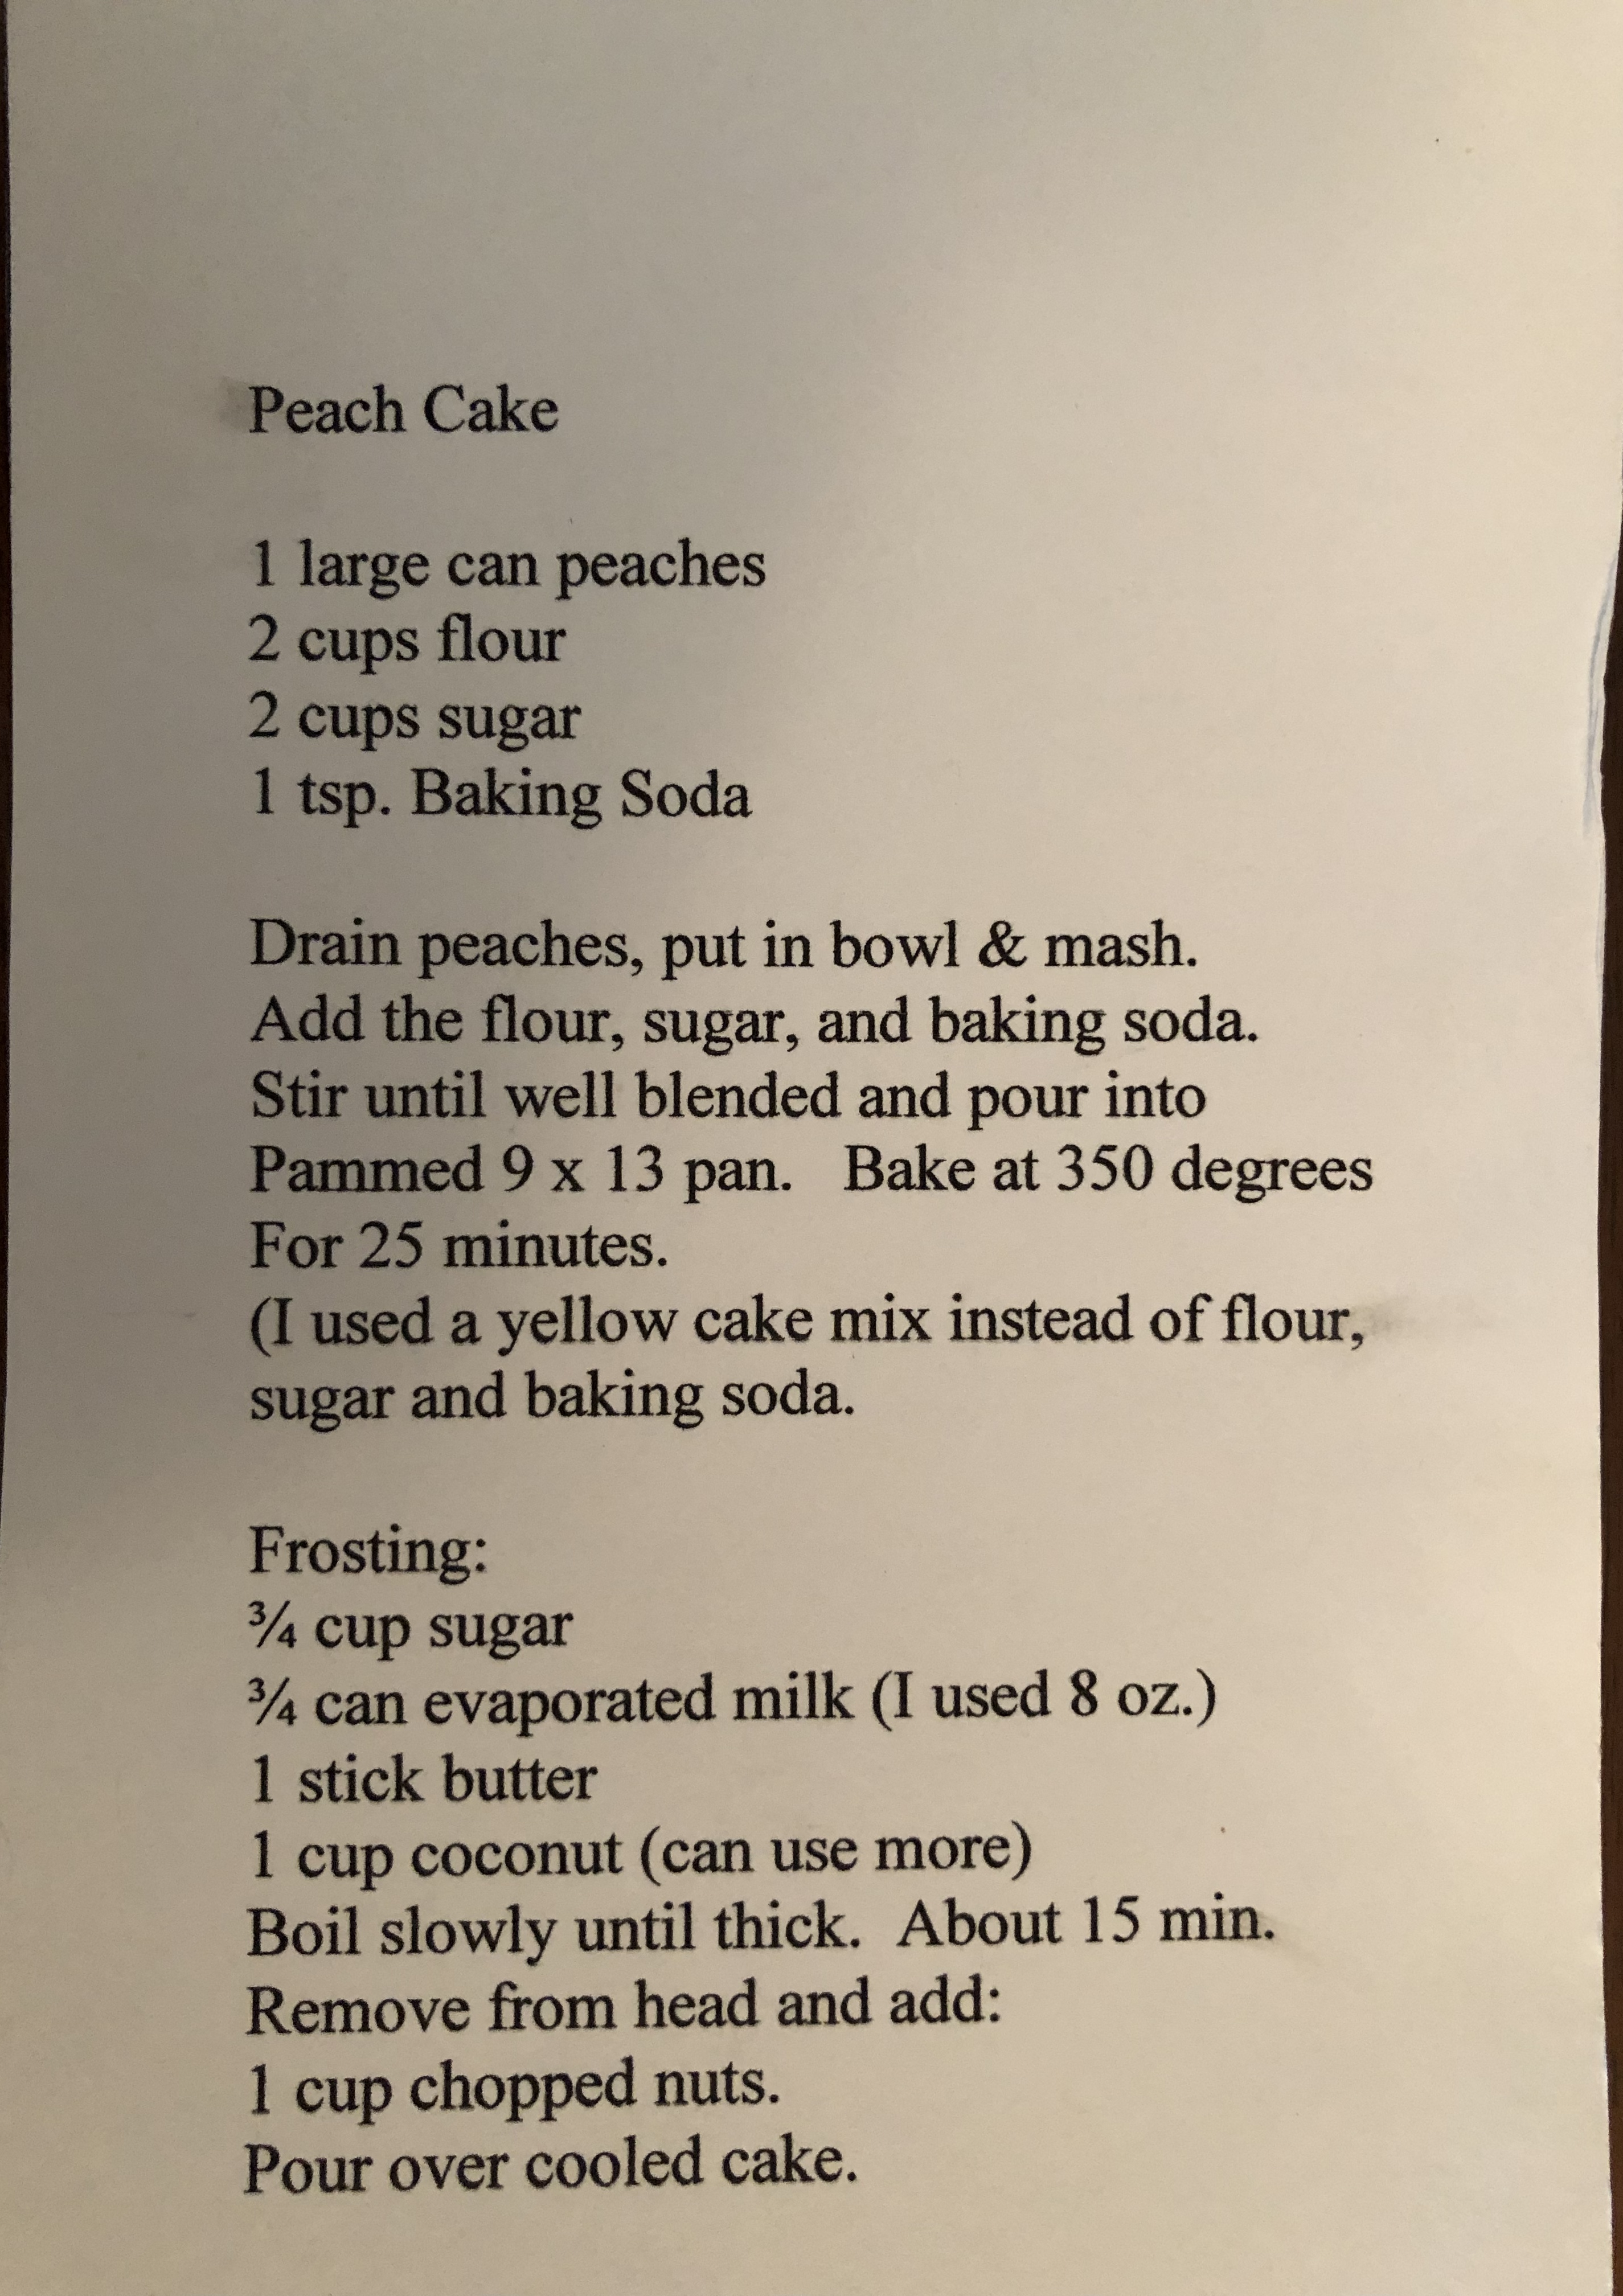 Peach Cake
1 large can peaches
2 cups flour
2 cups sugar
1 tsp. Baking Soda
Drain peaches, put in bowl & mash.
Add the flour, sugar, and baking soda.
Stir until well blended and pour into
Pammed 9 x 13 pan.   Bake at 350 degrees
For 25 minutes.
(I used a yellow cake mix instead of flour,
sugar and baking soda.
Frosting:
¾ cup sugar
¾ can evaporated milk (I used 8 oz.)
1 stick butter
1 cup coconut (can use more)
Boil slowly until thick.  About 15 min.
Remove from head and add:
1 cup chopped nuts.
Pour over cooled cake.